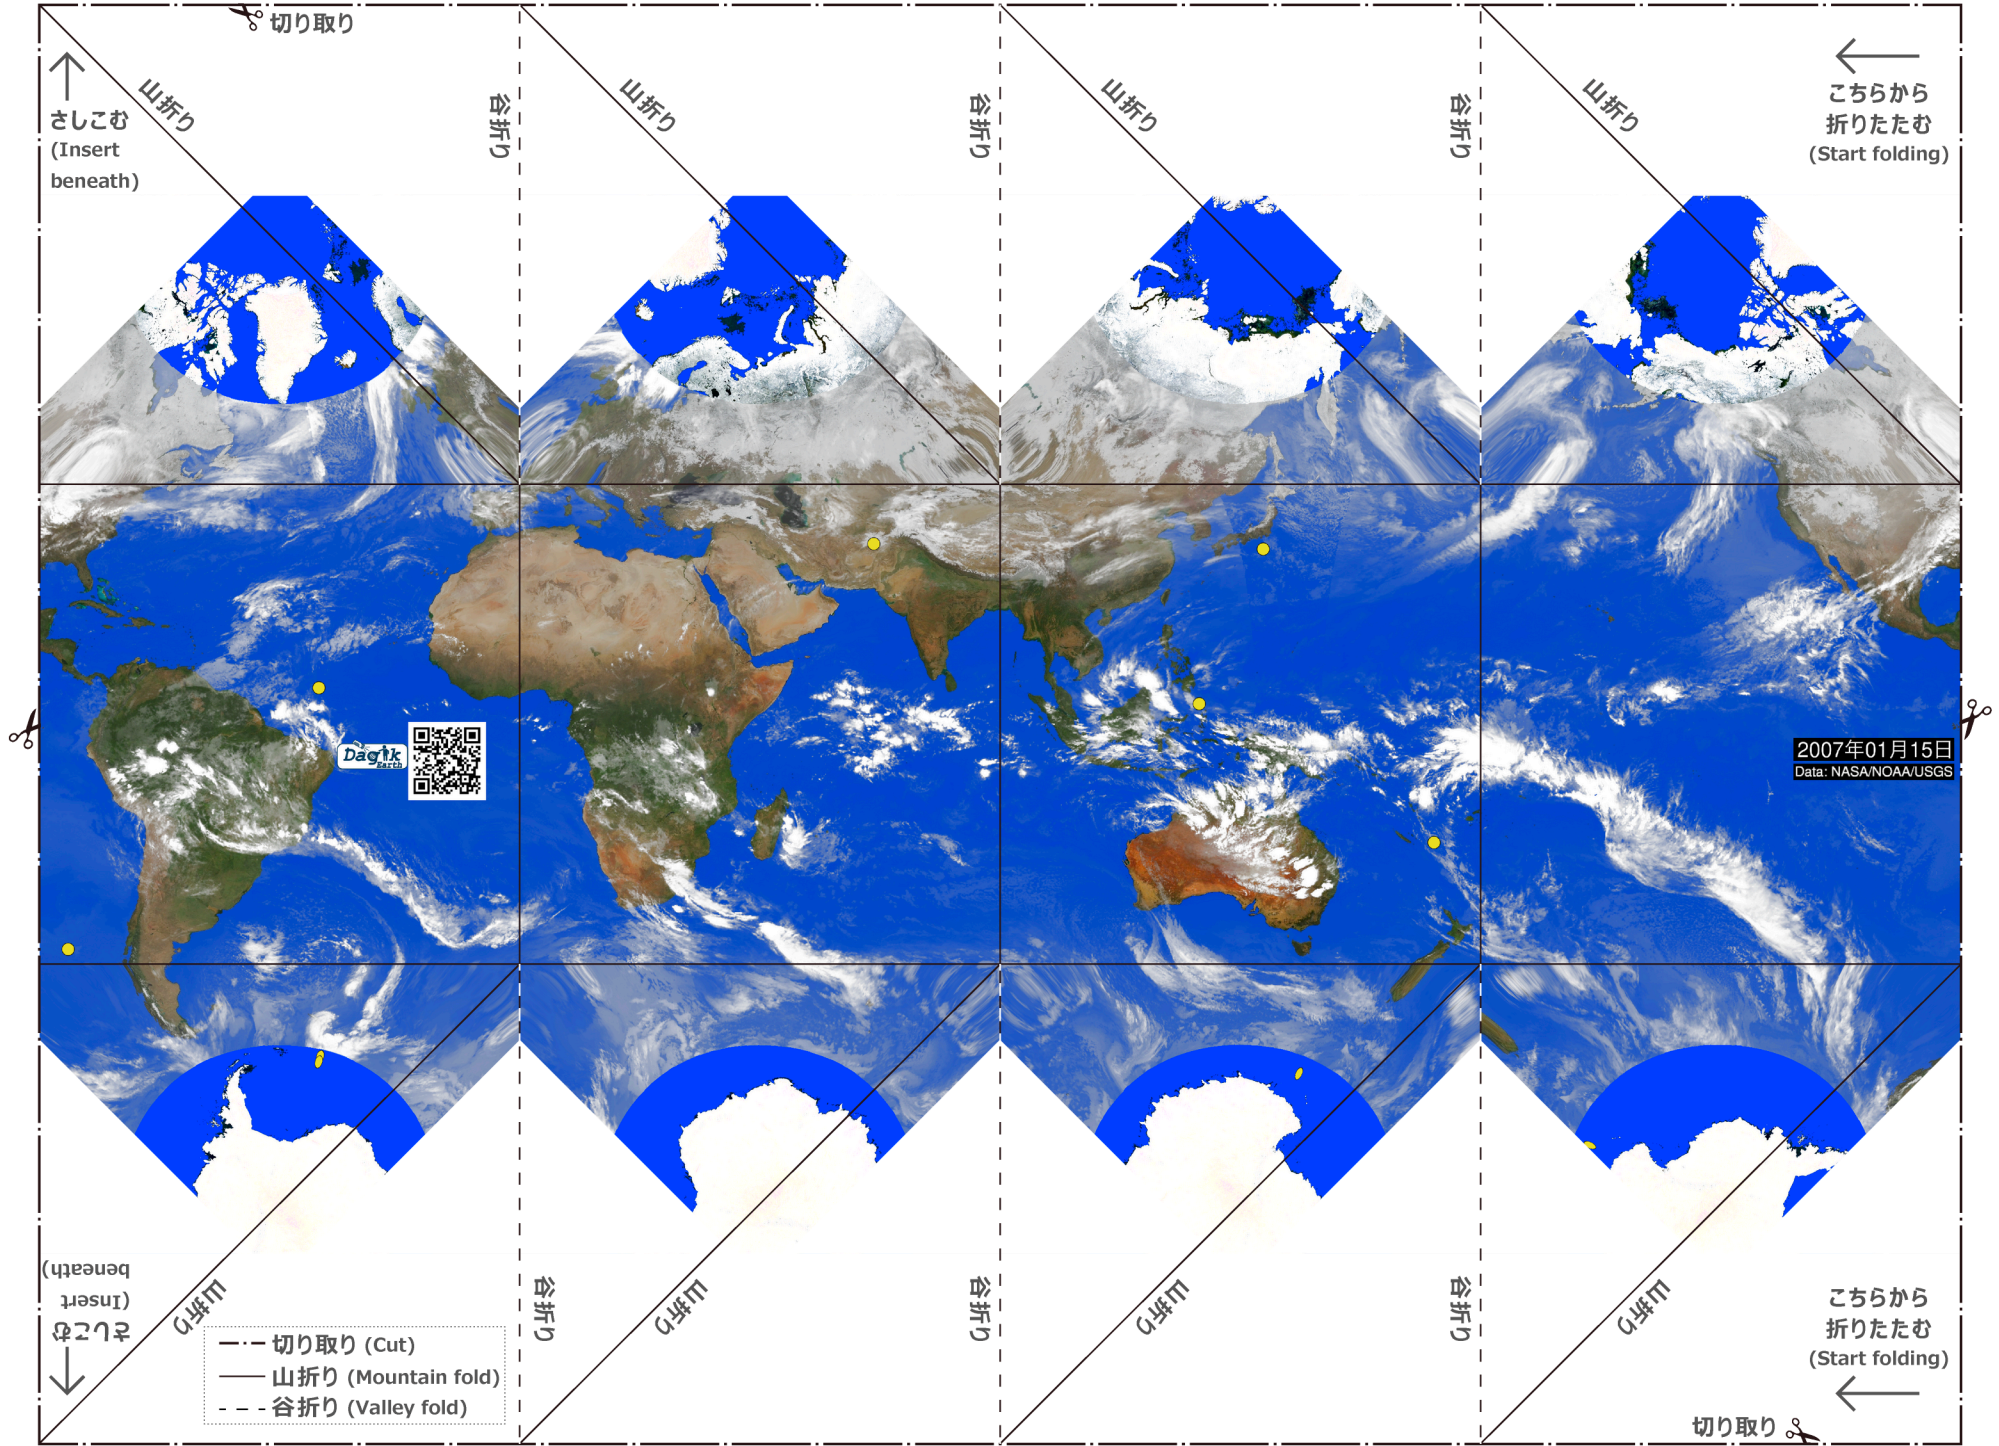 切り取り
さしこむ
(Insert
beneath)
山折り
谷折り
山折り
谷折り
山折り
谷折り
山折り
こちらから
折りたたむ
(Start folding)
Dagik
Earth
2007年01月15日
Data: NASA/NOAA/USGS
さしこむ
(Insert
beneath)
山折り
谷折り
山折り
谷折り
山折り
谷折り
山折り
こちらから
折りたたむ
(Start folding)
切り取り (Cut)
山折り (Mountain fold)
谷折り (Valley fold)
切り取り